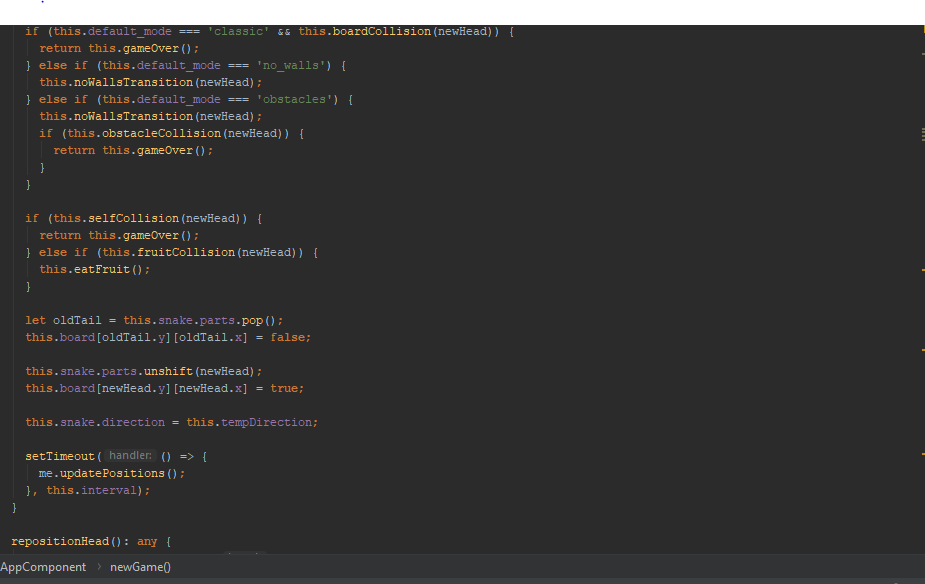 if (this.default_mode === 'classic' && this.boardCollision(newHead)) {
return this.gameOver();
} else if (this.default_mode === 'no_walls') {
this.noWallsTransition(newHead);
} else if (this.default_mode === 'obstacles') {
this.noWallsTransition(newHead);
if (this.obstacleCollision(newHead)) {
return this.gameOver();
}
}
if (this.selfCollision(newHead)) {
return this.gameOver();
} else if (this.fruitCollision(newHead)) {
this.eatFruit();
}
let oldTail = this.snake.parts.pop();
this.board[oldTail.y][oldTail.x] = false;
this.snake.parts.unshift(newHead);
this.board[newHead.y][newHead.x] = true;
this.snake.direction = this.tempDirection;
setTimeout( handler: () => {
me.updatePositions();
}, this.interval);
}
repositionHead(): any {
AppComponent › newGame()